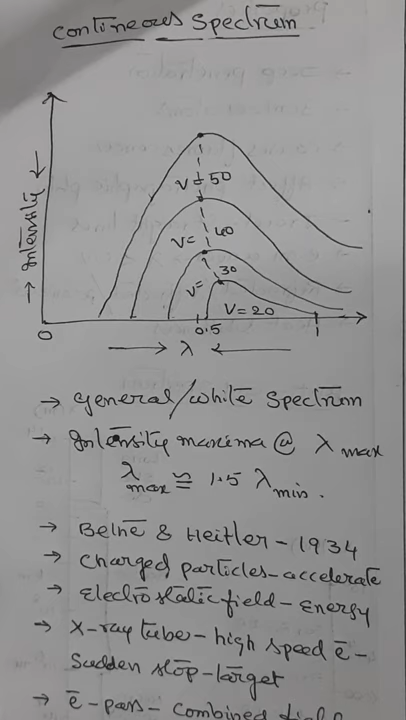 Contineous Spectrum
V=50
V= 40
30
V=
V=20
→ Intensity ←
0
0.5
1
→ λ ←
→ General/white Spectrum
→ Intensity maxima @ λ max
λ max ≅ 1.5 λ min.
→ Bethe & Heitler - 1934
→ Charged particles - accelerate
→ Electrostatic field - Energy
→ X-ray tube - high speed e̅ -
Sudden stop - target
→ e̅ - pass - combined